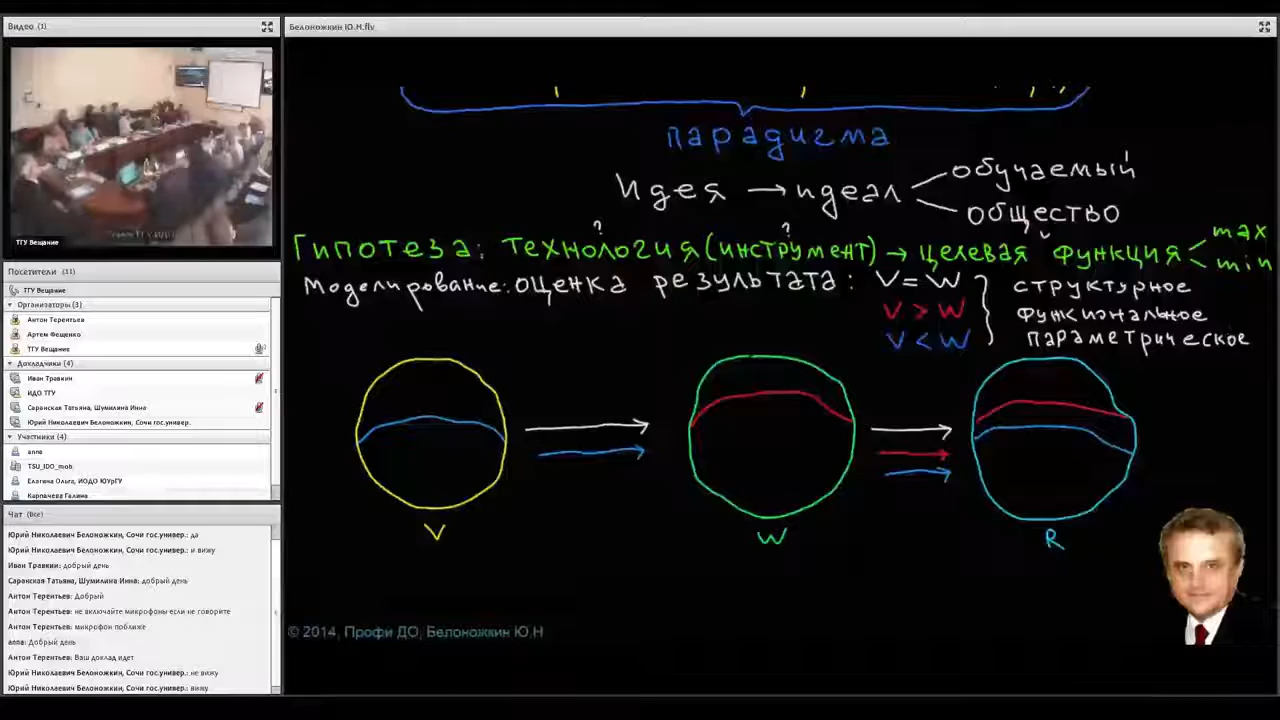 Видео (1)
ТГУ Вещание
Посетители (11)
ТГУ Вещание
Организаторы (3)
Антон Терентьев
Артем Фещенко
ТГУ Вещание
Докладчики (4)
Иван Травкин
ИДО ТГУ
Саранская Татьяна, Шумилина Инна
Юрий Николаевич Белоножкин, Сочи гос.универ.
Участники (4)
anna
TSU_IDO_mob
Елагина Ольга, ИОДО ЮУрГУ
Карпачева Галина
Чат (Все)
Юрий Николаевич Белоножкин, Сочи гос.универ.: да
Юрий Николаевич Белоножкин, Сочи гос.универ.: и вижу
Иван Травкин: добрый день
Саранская Татьяна, Шумилина Инна: добрый день
Антон Терентьев: Добрый
Антон Терентьев: не включайте микрофоны если не говорите
Антон Терентьев: микрофон поближе
anna: Добрый день
Антон Терентьев: Ваш доклад идет
Юрий Николаевич Белоножкин, Сочи гос.универ.: не вижу
Юрий Николаевич Белоножкин, Сочи гос.универ.: вижу
Белоножкин Ю.Н.flv
парадигма
Идея → идеал
обучаемый
общество
? ?
Гипотеза: технология (инструмент) → целевая функция
max
min
Моделирование: оценка результата: V = W
V > W
V < W
структурное
функиональное
параметрическое
V
W
R
© 2014, Профи ДО, Белоножкин Ю.Н